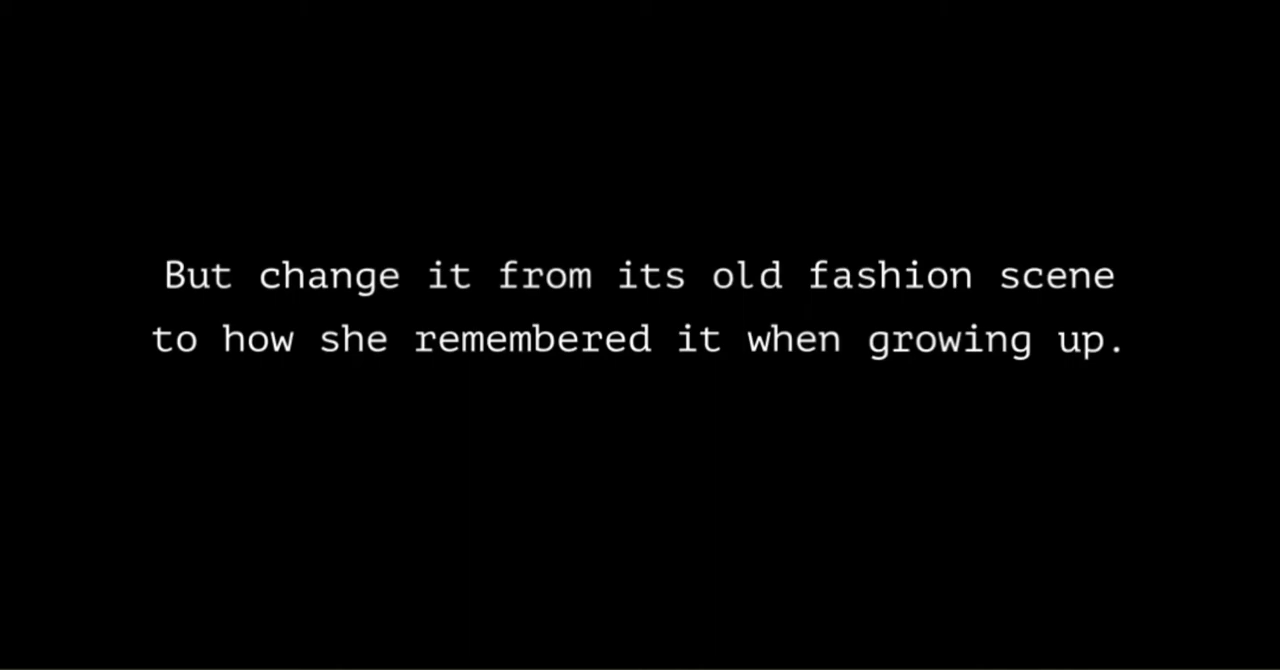 But change it from its old fashion scene
to how she remembered it when growing up.